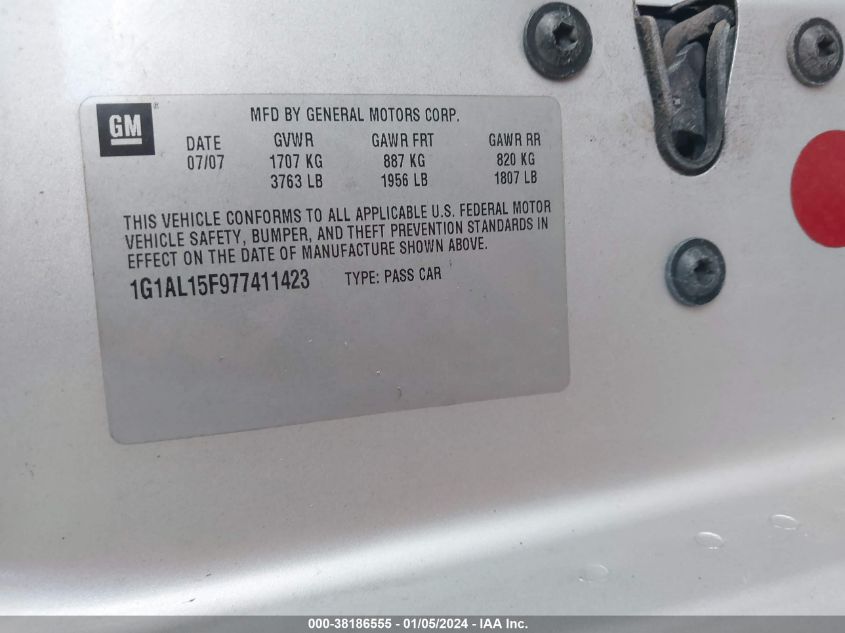 GM
MFD BY GENERAL MOTORS CORP.
DATE GVWR GAWR FRT GAWR RR
07/07 1707 KG 887 KG 820 KG
3763 LB 1956 LB 1807 LB
THIS VEHICLE CONFORMS TO ALL APPLICABLE U.S. FEDERAL MOTOR
VEHICLE SAFETY, BUMPER, AND THEFT PREVENTION STANDARDS IN
EFFECT ON THE DATE OF MANUFACTURE SHOWN ABOVE.
1G1AL15F977411423 TYPE: PASS CAR
000-38186555 - 01/05/2024 - IAA Inc.